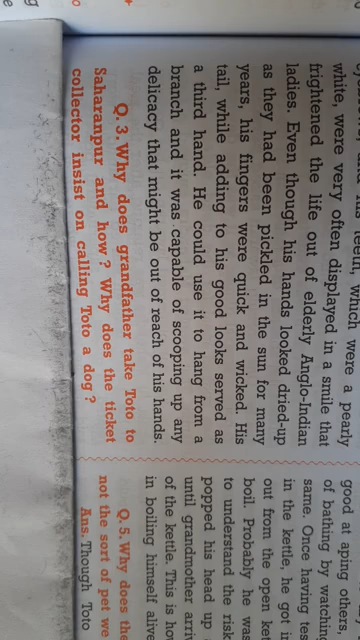 teeth, which were a pearly
white, were very often displayed in a smile that
frightened the life out of elderly Anglo-Indian
ladies. Even though his hands looked dried-up
as they had been pickled in the sun for many
years, his fingers were quick and wicked. His
tail, while adding to his good looks served as
a third hand. He could use it to hang from a
branch and it was capable of scooping up any
delicacy that might be out of reach of his hands.
Q. 3. Why does grandfather take Toto to
Saharanpur and how ? Why does the ticket
collector insist on calling Toto a dog ?
good at aping others.
of bathing by watching
same. Once having
in the kettle, he got
out from the open
boil. Probably he was
to understand the risk
popped his head up
until grandmother
of the kettle. This is
in boiling himself alive
Q. 5. Why does the
not the sort of pet we
Ans. Though Toto